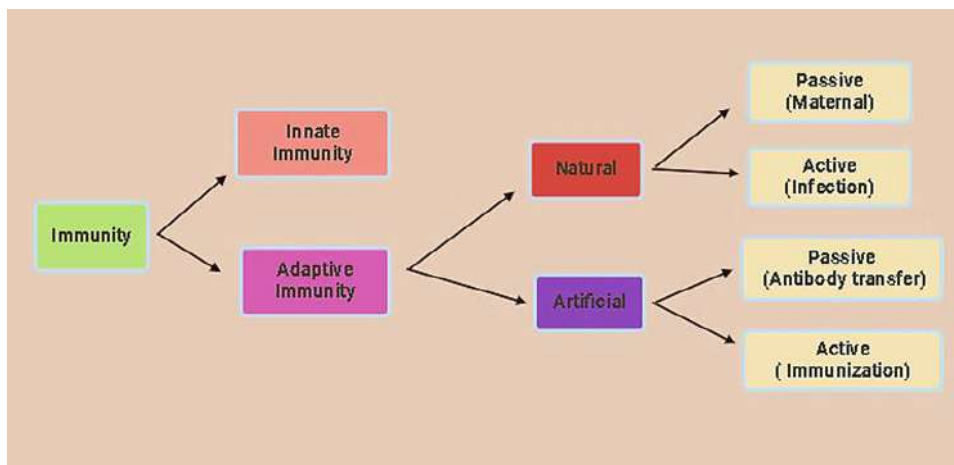 Immunity
Innate
Immunity
Adaptive
Immunity
Natural
Artificial
Passive
(Maternal)
Active
(Infection)
Passive
(Antibody transfer)
Active
( Immunization)